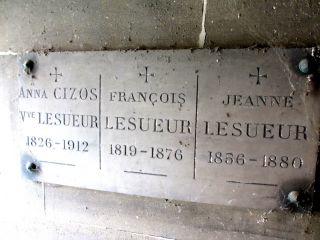 ANNA CIZOS
Vve LESUEUR
1826-1912
FRANÇOIS
LESUEUR
1819-1876
JEANNE
LESUEUR
1856-1880